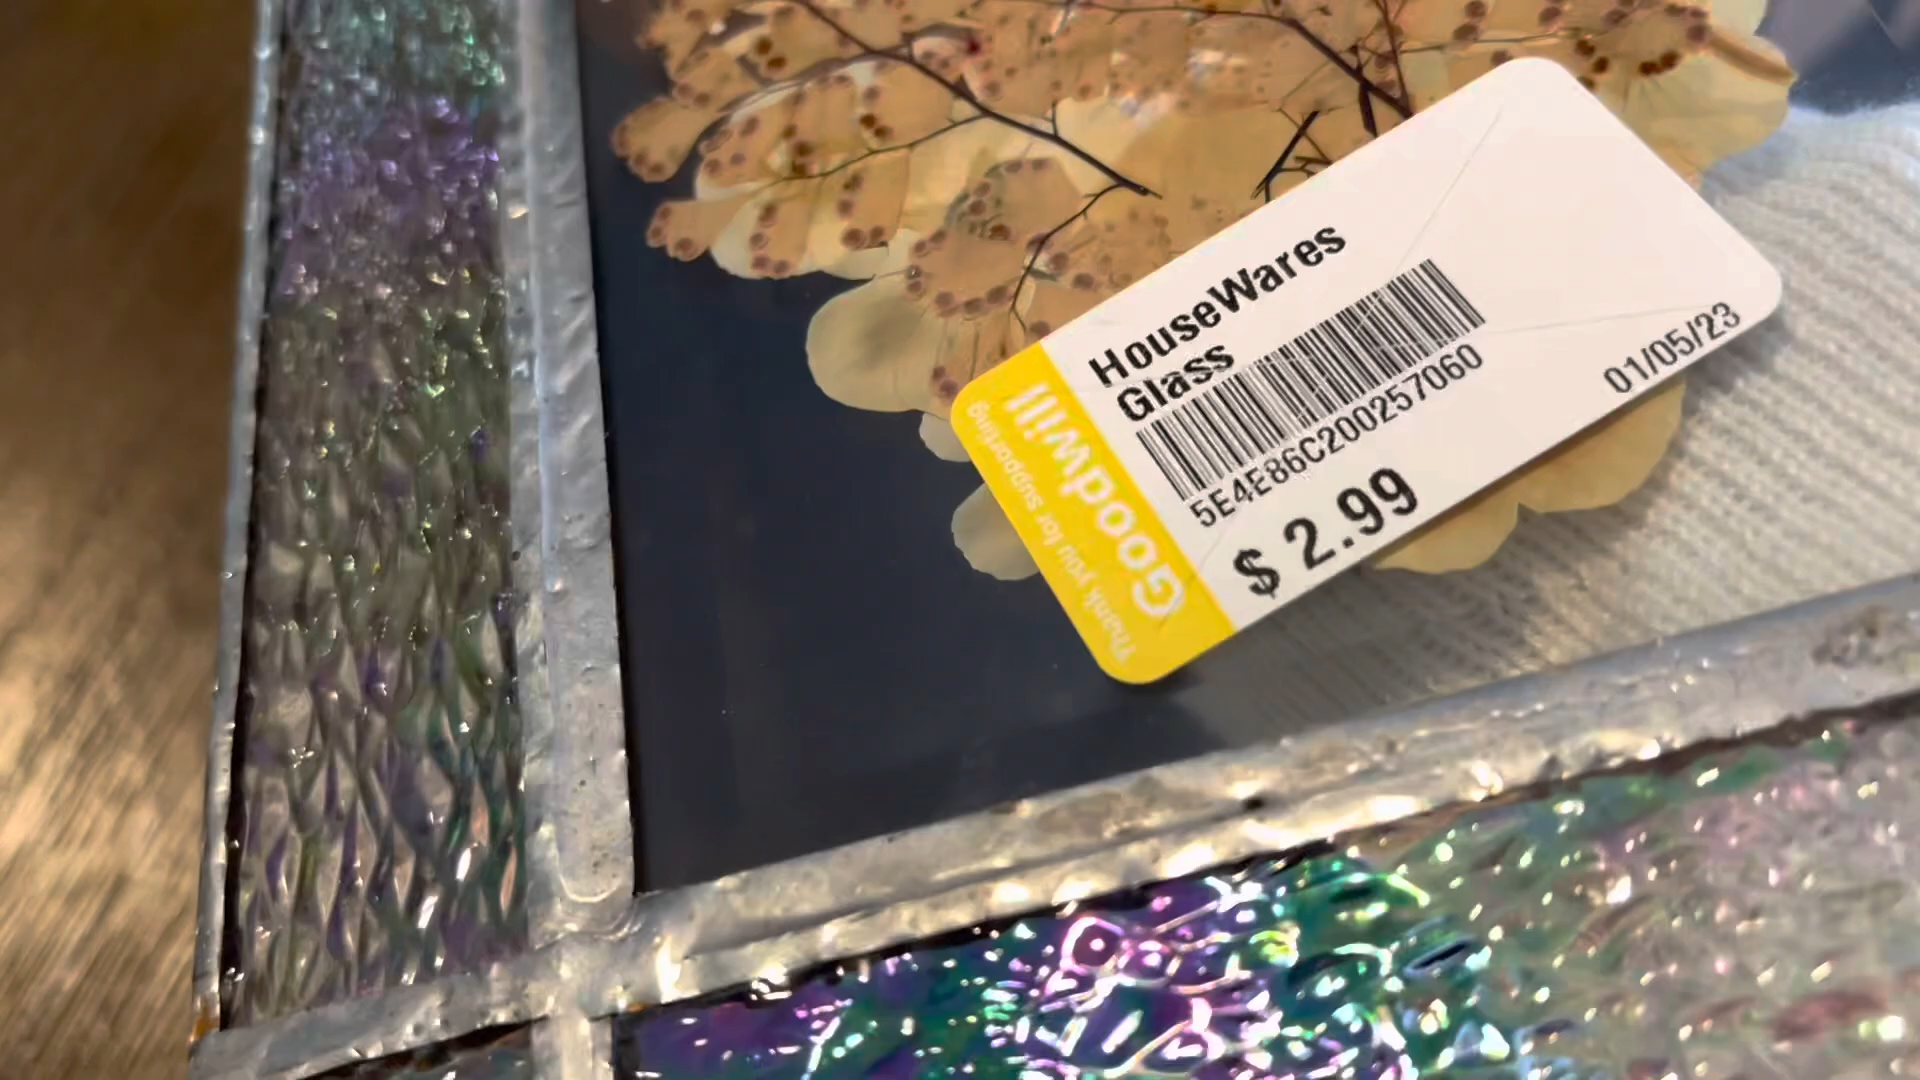 HouseWares
Glass
5E4E86C200257060
$ 2.99
01/05/23
Thank you for supporting
Goodwill